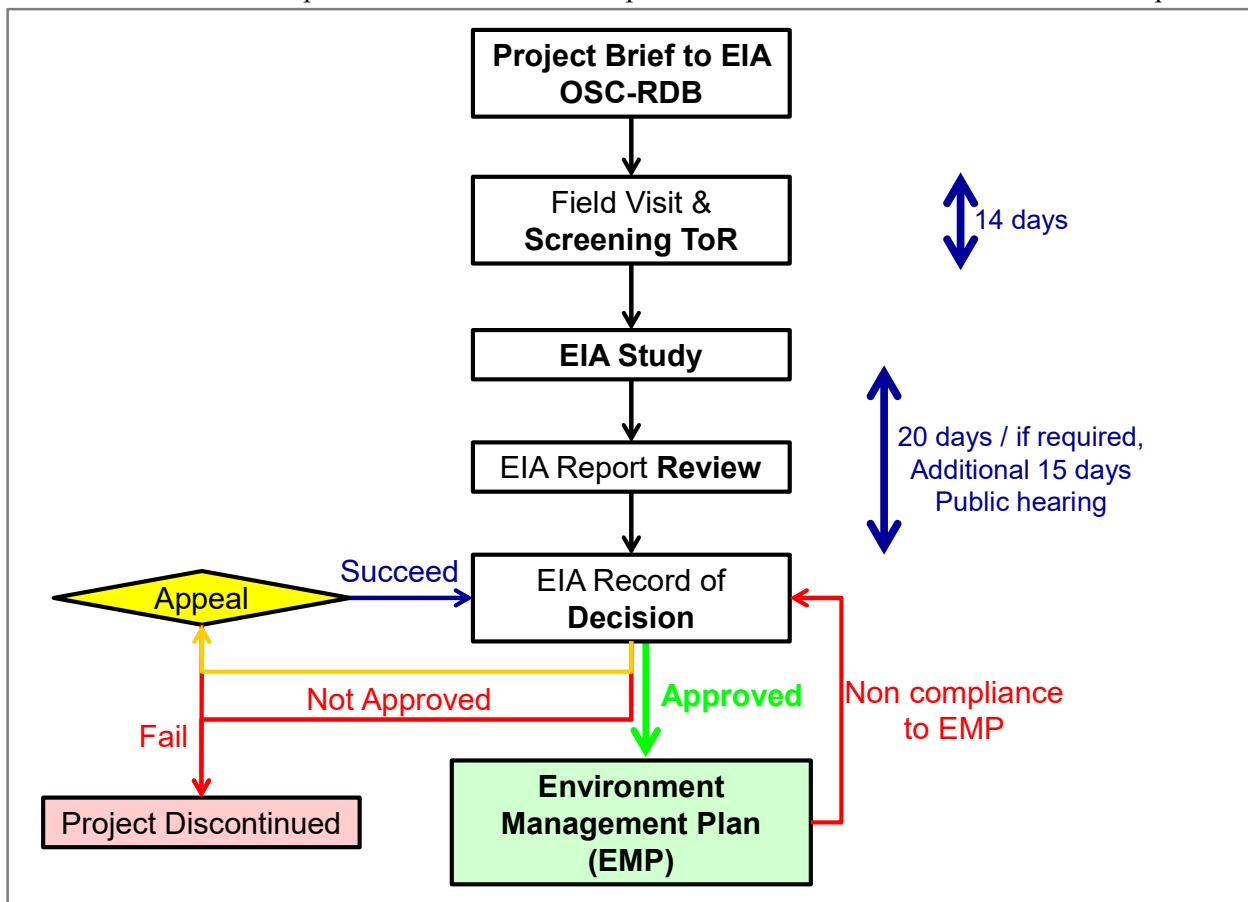 Project Brief to EIA
OSC-RDB
Field Visit &
Screening ToR
14 days
EIA Study
20 days / if required,
Additional 15 days
Public hearing
EIA Report Review
Succeed
Appeal
EIA Record of
Decision
Not Approved
Approved
Non compliance
to EMP
Fail
Environment
Management Plan
(EMP)
Project Discontinued